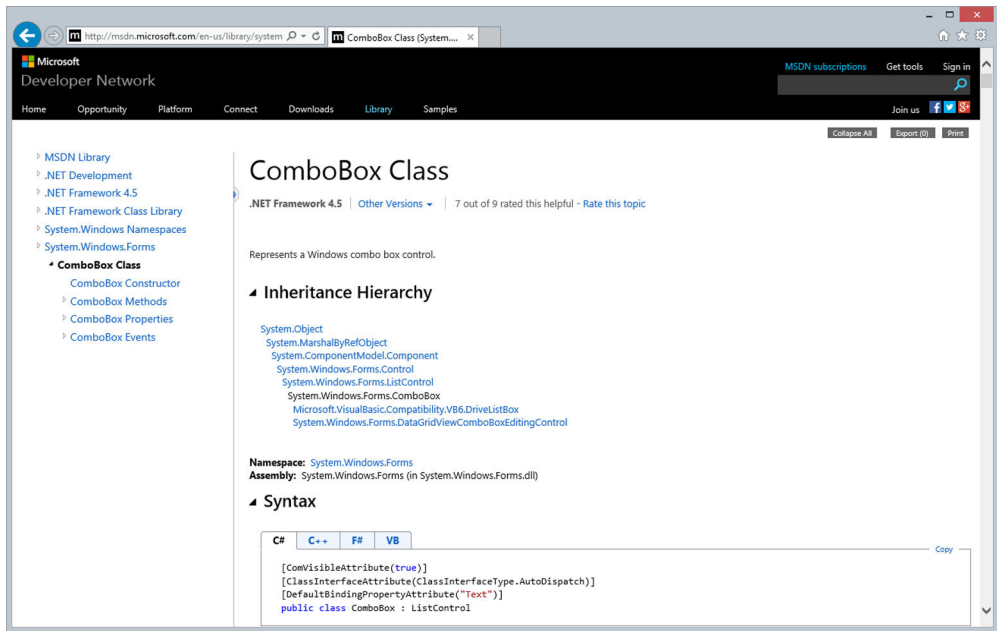 http://msdn.microsoft.com/en-us/library/system
ComboBox Class (System....
Microsoft
Developer Network
MSDN subscriptions Get tools Sign in
Home Opportunity Platform Connect Downloads Library Samples
Join us
Collapse All Export (0) Print
MSDN Library
.NET Development
.NET Framework 4.5
.NET Framework Class Library
System.Windows Namespaces
System.Windows.Forms
ComboBox Class
ComboBox Constructor
ComboBox Methods
ComboBox Properties
ComboBox Events
ComboBox Class
.NET Framework 4.5 Other Versions 7 out of 9 rated this helpful - Rate this topic
Represents a Windows combo box control.
Inheritance Hierarchy
System.Object
System.MarshalByRefObject
System.ComponentModel.Component
System.Windows.Forms.Control
System.Windows.Forms.ListControl
System.Windows.Forms.ComboBox
Microsoft.VisualBasic.Compatibility.VB6.DriveListBox
System.Windows.Forms.DataGridViewComboBoxEditingControl
Namespace: System.Windows.Forms
Assembly: System.Windows.Forms (in System.Windows.Forms.dll)
Syntax
C# C++ F# VB
Copy
[ComVisibleAttribute(true)]
[ClassInterfaceAttribute(ClassInterfaceType.AutoDispatch)]
[DefaultBindingPropertyAttribute("Text")]
public class ComboBox : ListControl